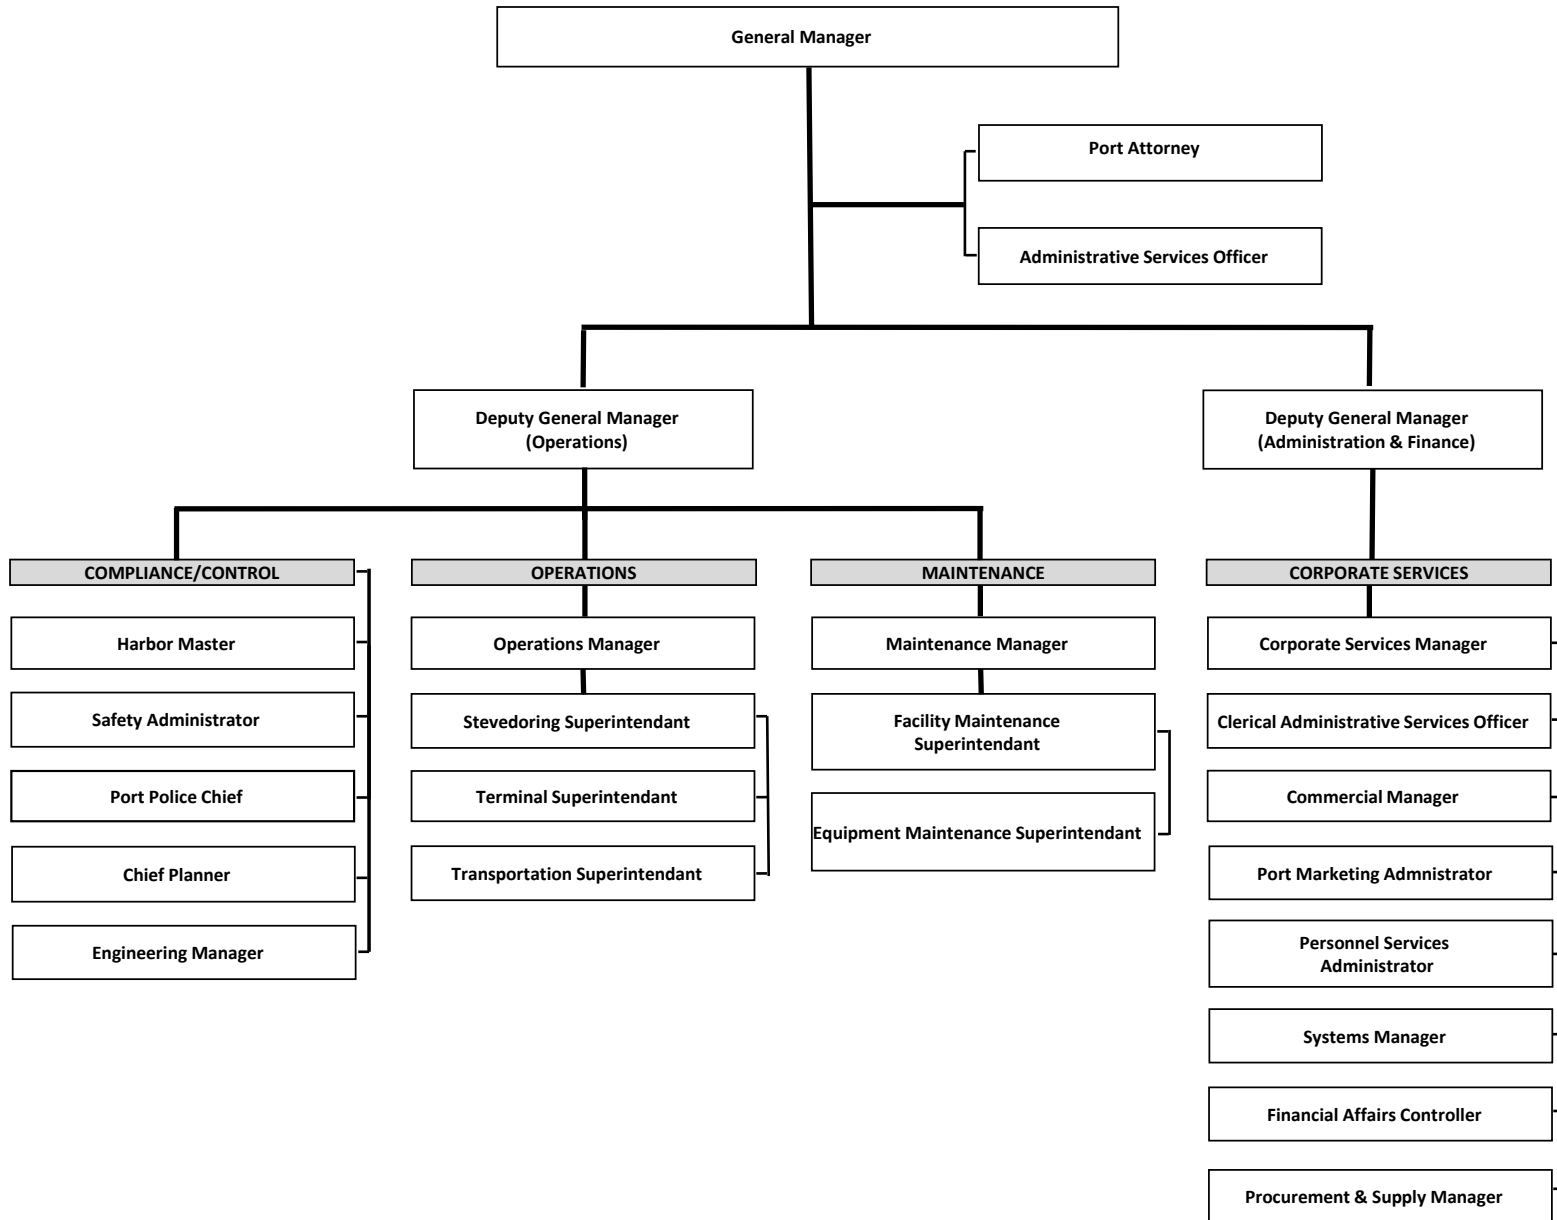 General Manager
Port Attorney
Administrative Services Officer
Deputy General Manager
(Operations)
Deputy General Manager
(Administration & Finance)
COMPLIANCE/CONTROL
Harbor Master
Safety Administrator
Port Police Chief
Chief Planner
Engineering Manager
OPERATIONS
Operations Manager
Stevedoring Superintendant
Terminal Superintendant
Transportation Superintendant
MAINTENANCE
Maintenance Manager
Facility Maintenance
Superintendant
Equipment Maintenance Superintendant
CORPORATE SERVICES
Corporate Services Manager
Clerical Administrative Services Officer
Commercial Manager
Port Marketing Admnistrator
Personnel Services
Administrator
Systems Manager
Financial Affairs Controller
Procurement & Supply Manager